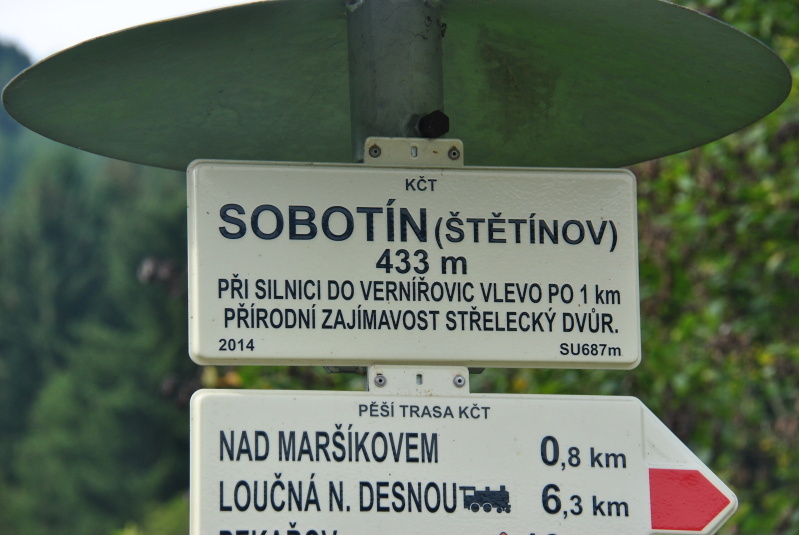 KČT
SOBOTÍN (ŠTĚTÍNOV)
433 m
PŘI SILNICI DO VERNÍŘOVIC VLEVO PO 1 km
PŘÍRODNÍ ZAJÍMAVOST STŘELECKÝ DVŮR.
2014 SU687m
PĚŠÍ TRASA KČT
NAD MARŠÍKOVEM 0,8 km
LOUČNÁ N. DESNOU 6,3 km